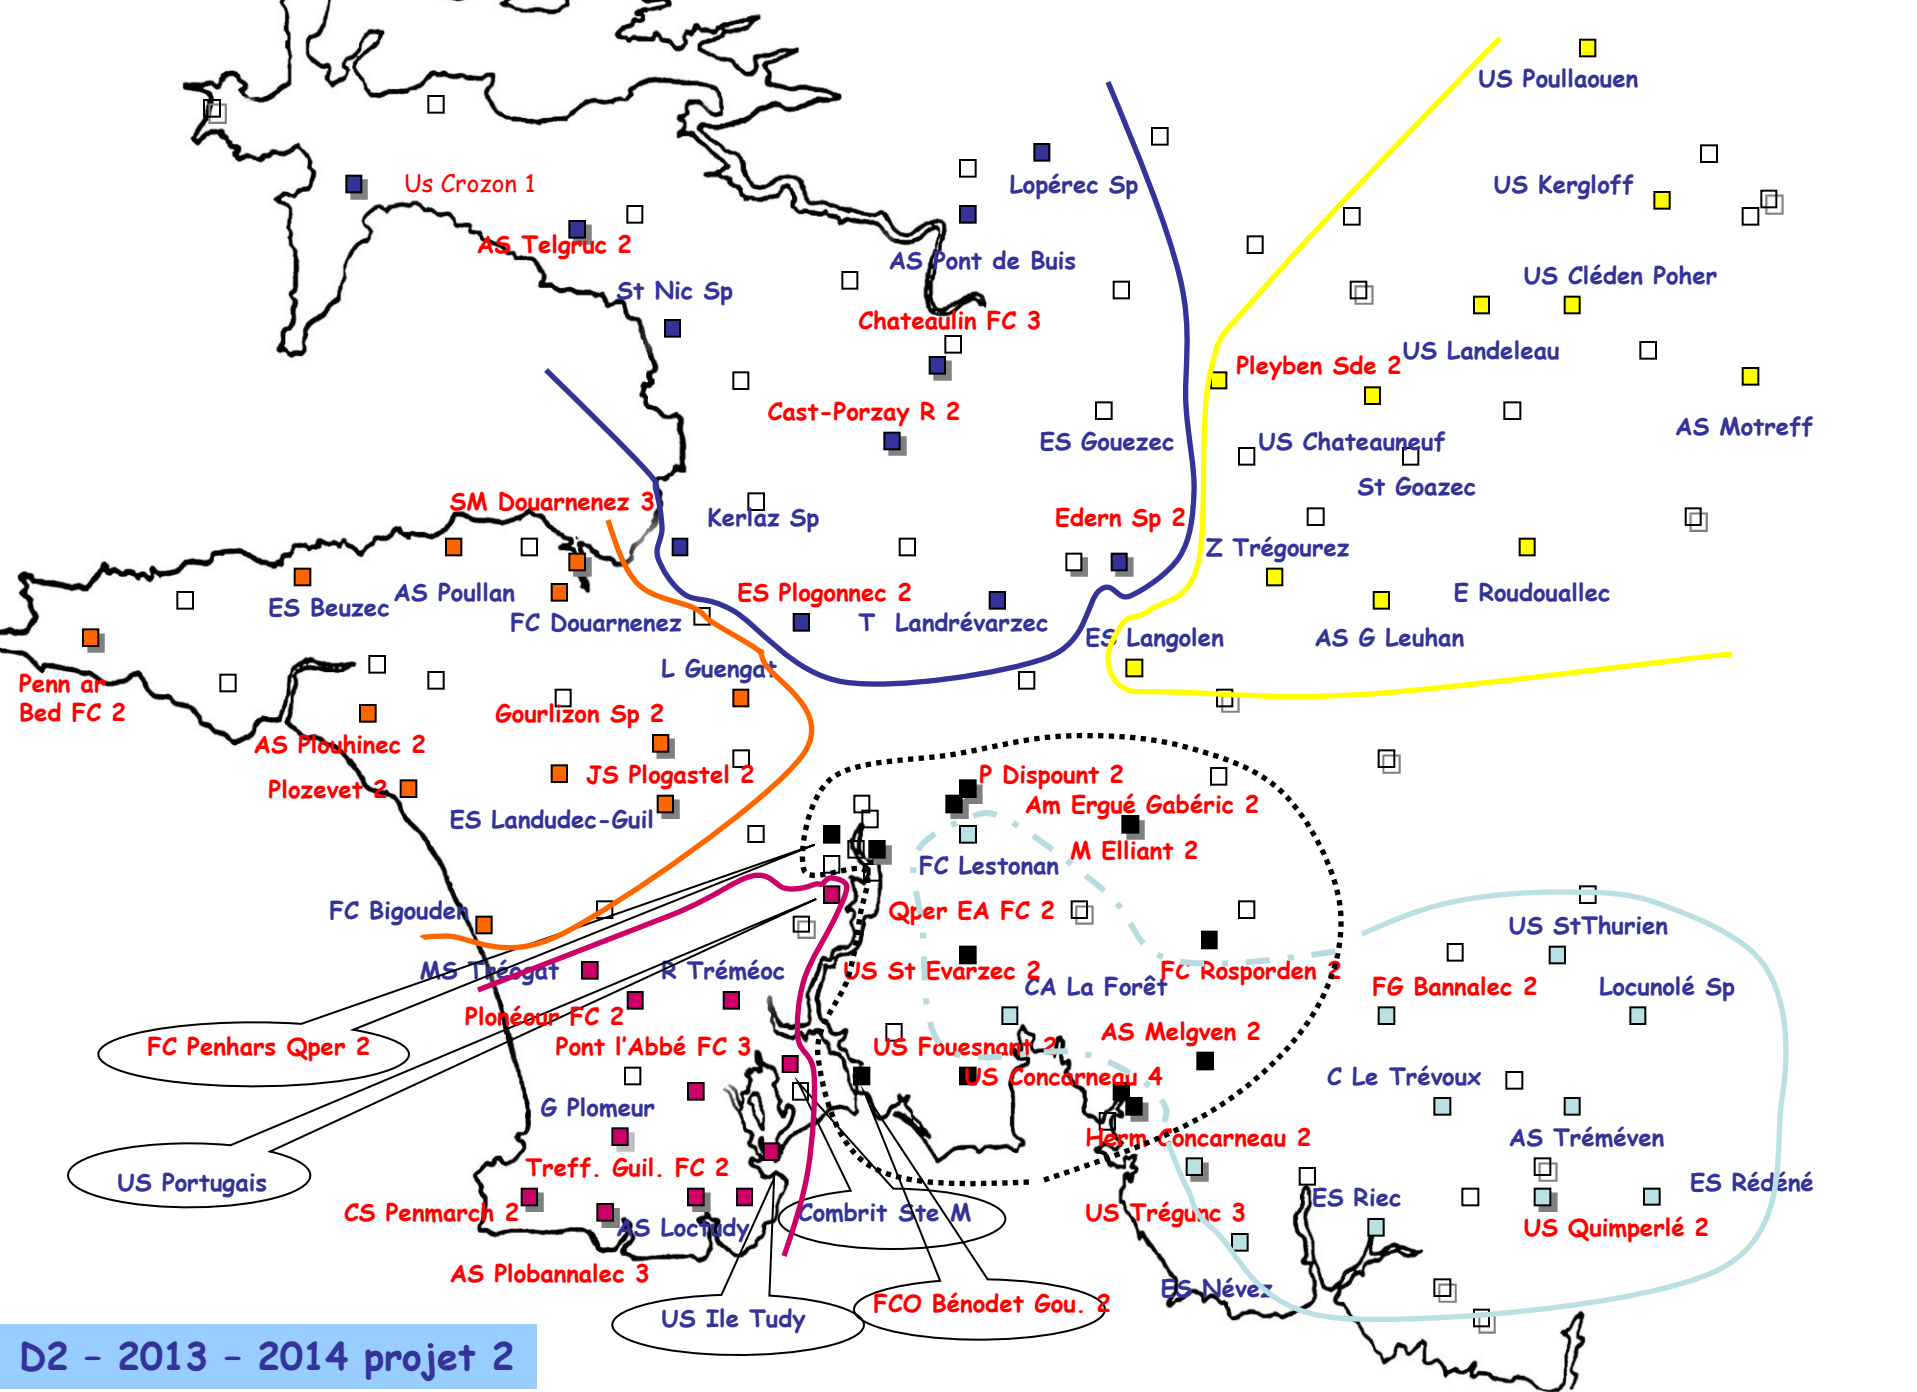 US Poullaouen
Us Crozon 1
Lopérec Sp
US Kergloff
AS Telgruc 2
AS Pont de Buis
US Cléden Poher
St Nic Sp
Chateaulin FC 3
US Landeleau
Pleyben Sde 2
Cast-Porzay R 2
ES Gouezec
US Chateauneuf
AS Motreff
St Goazec
SM Douarnenez 3
Kerlaz Sp
Edern Sp 2
Z Trégourez
ES Beuzec
AS Poullan
ES Plogonnec 2
E Roudouallec
FC Douarnenez
T Landrévarzec
ES Langolen
AS G Leuhan
L Guengat
Penn ar
Bed FC 2
Gourlizon Sp 2
AS Plouhinec 2
JS Plogastel 2
P Dispount 2
Plozevet 2
Am Ergué Gabéric 2
ES Landudec-Guil
M Elliant 2
FC Lestonan
FC Bigouden
Qper EA FC 2
US StThurien
MS Tréogat
R Tréméoc
US St Evarzec 2
FC Rosporden 2
CA La Forêt
FG Bannalec 2
Locunolé Sp
Plonéour FC 2
AS Melgven 2
FC Penhars Qper 2
Pont l'Abbé FC 3
US Fouesnant 2
US Concarneau 4
C Le Trévoux
G Plomeur
Herm Concarneau 2
AS Tréméven
Treff. Guil. FC 2
US Portugais
ES Riec
ES Rédéné
CS Penmarch 2
AS Loctudy
Combrit Ste M
US Trégunc 3
US Quimperlé 2
AS Plobannalec 3
ES Névez
FCO Bénodet Gou. 2
US Ile Tudy
D2 – 2013 – 2014 projet 2